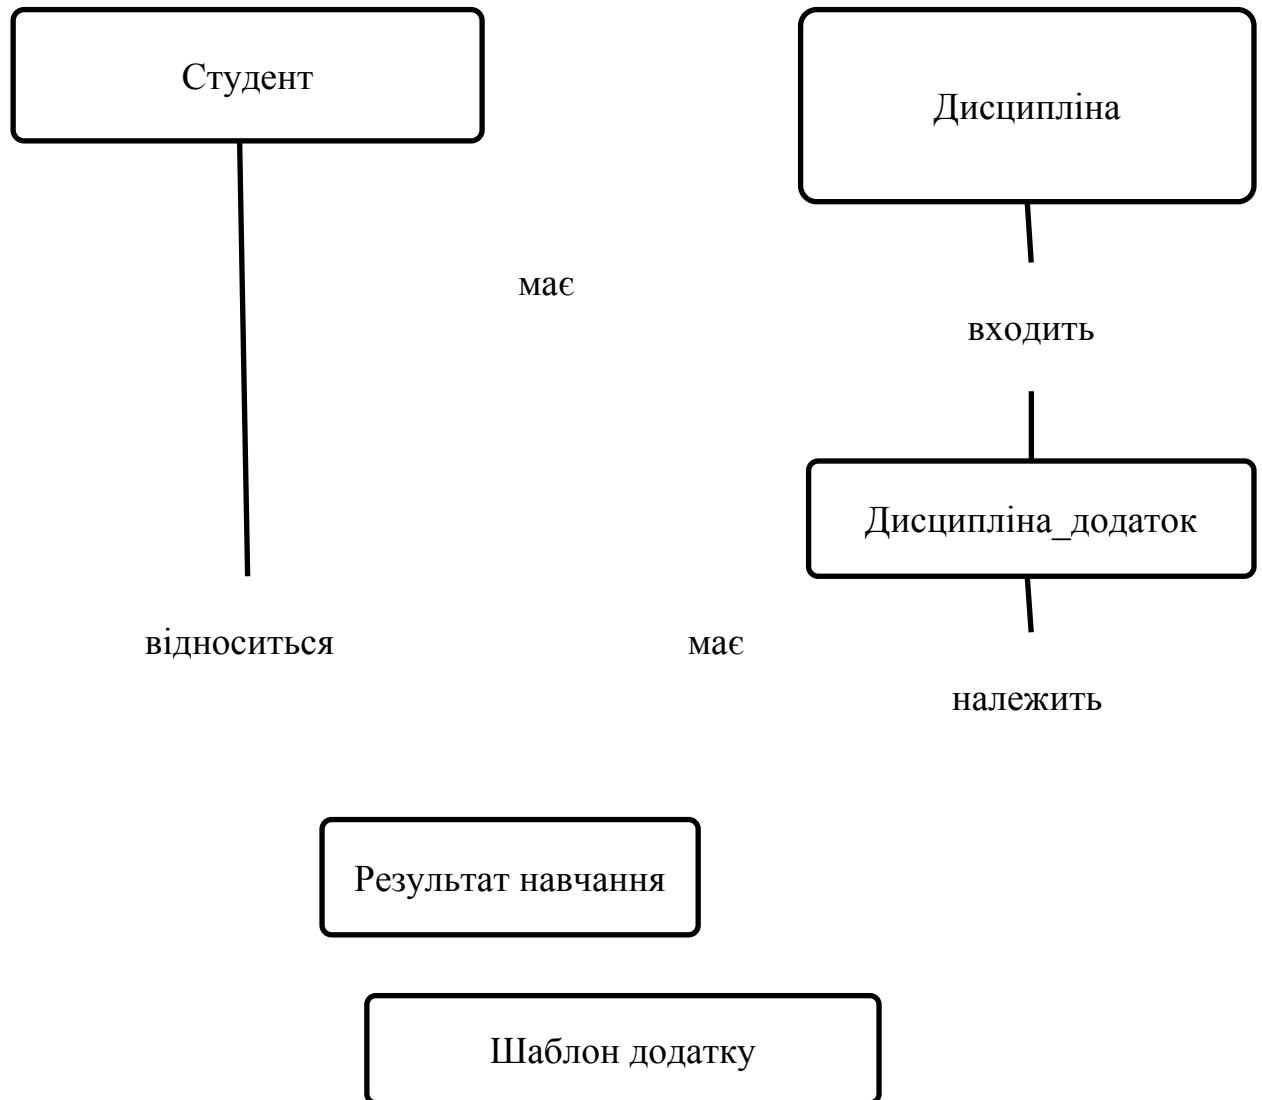 Студент
Дисципліна
має
входить
Дисципліна_додаток
відноситься
має
належить
Результат навчання
Шаблон додатку